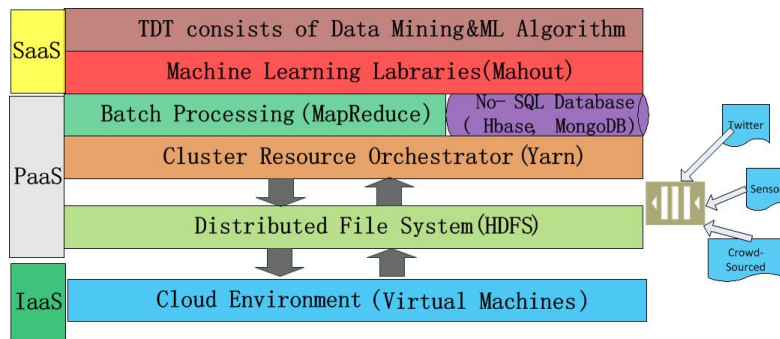 SaaS
TDT consists of Data Mining&ML Algorithm
Machine Learning Labraries(Mahout)
PaaS
Batch Processing (MapReduce)
No- SQL Database
( Hbase, MongoDB)
Cluster Resource Orchestrator (Yarn)
Distributed File System(HDFS)
IaaS
Cloud Environment (Virtual Machines)
Twitter
Senso
Crowd-
Sourced